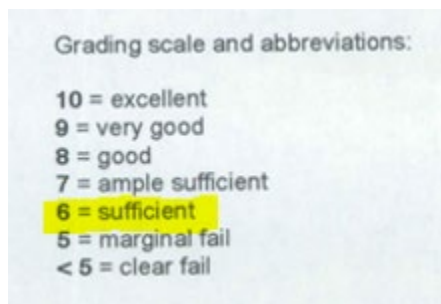 Grading scale and abbreviations:
10 = excellent
9 = very good
8 = good
7 = ample sufficient
6 = sufficient
5 = marginal fail
< 5 = clear fail